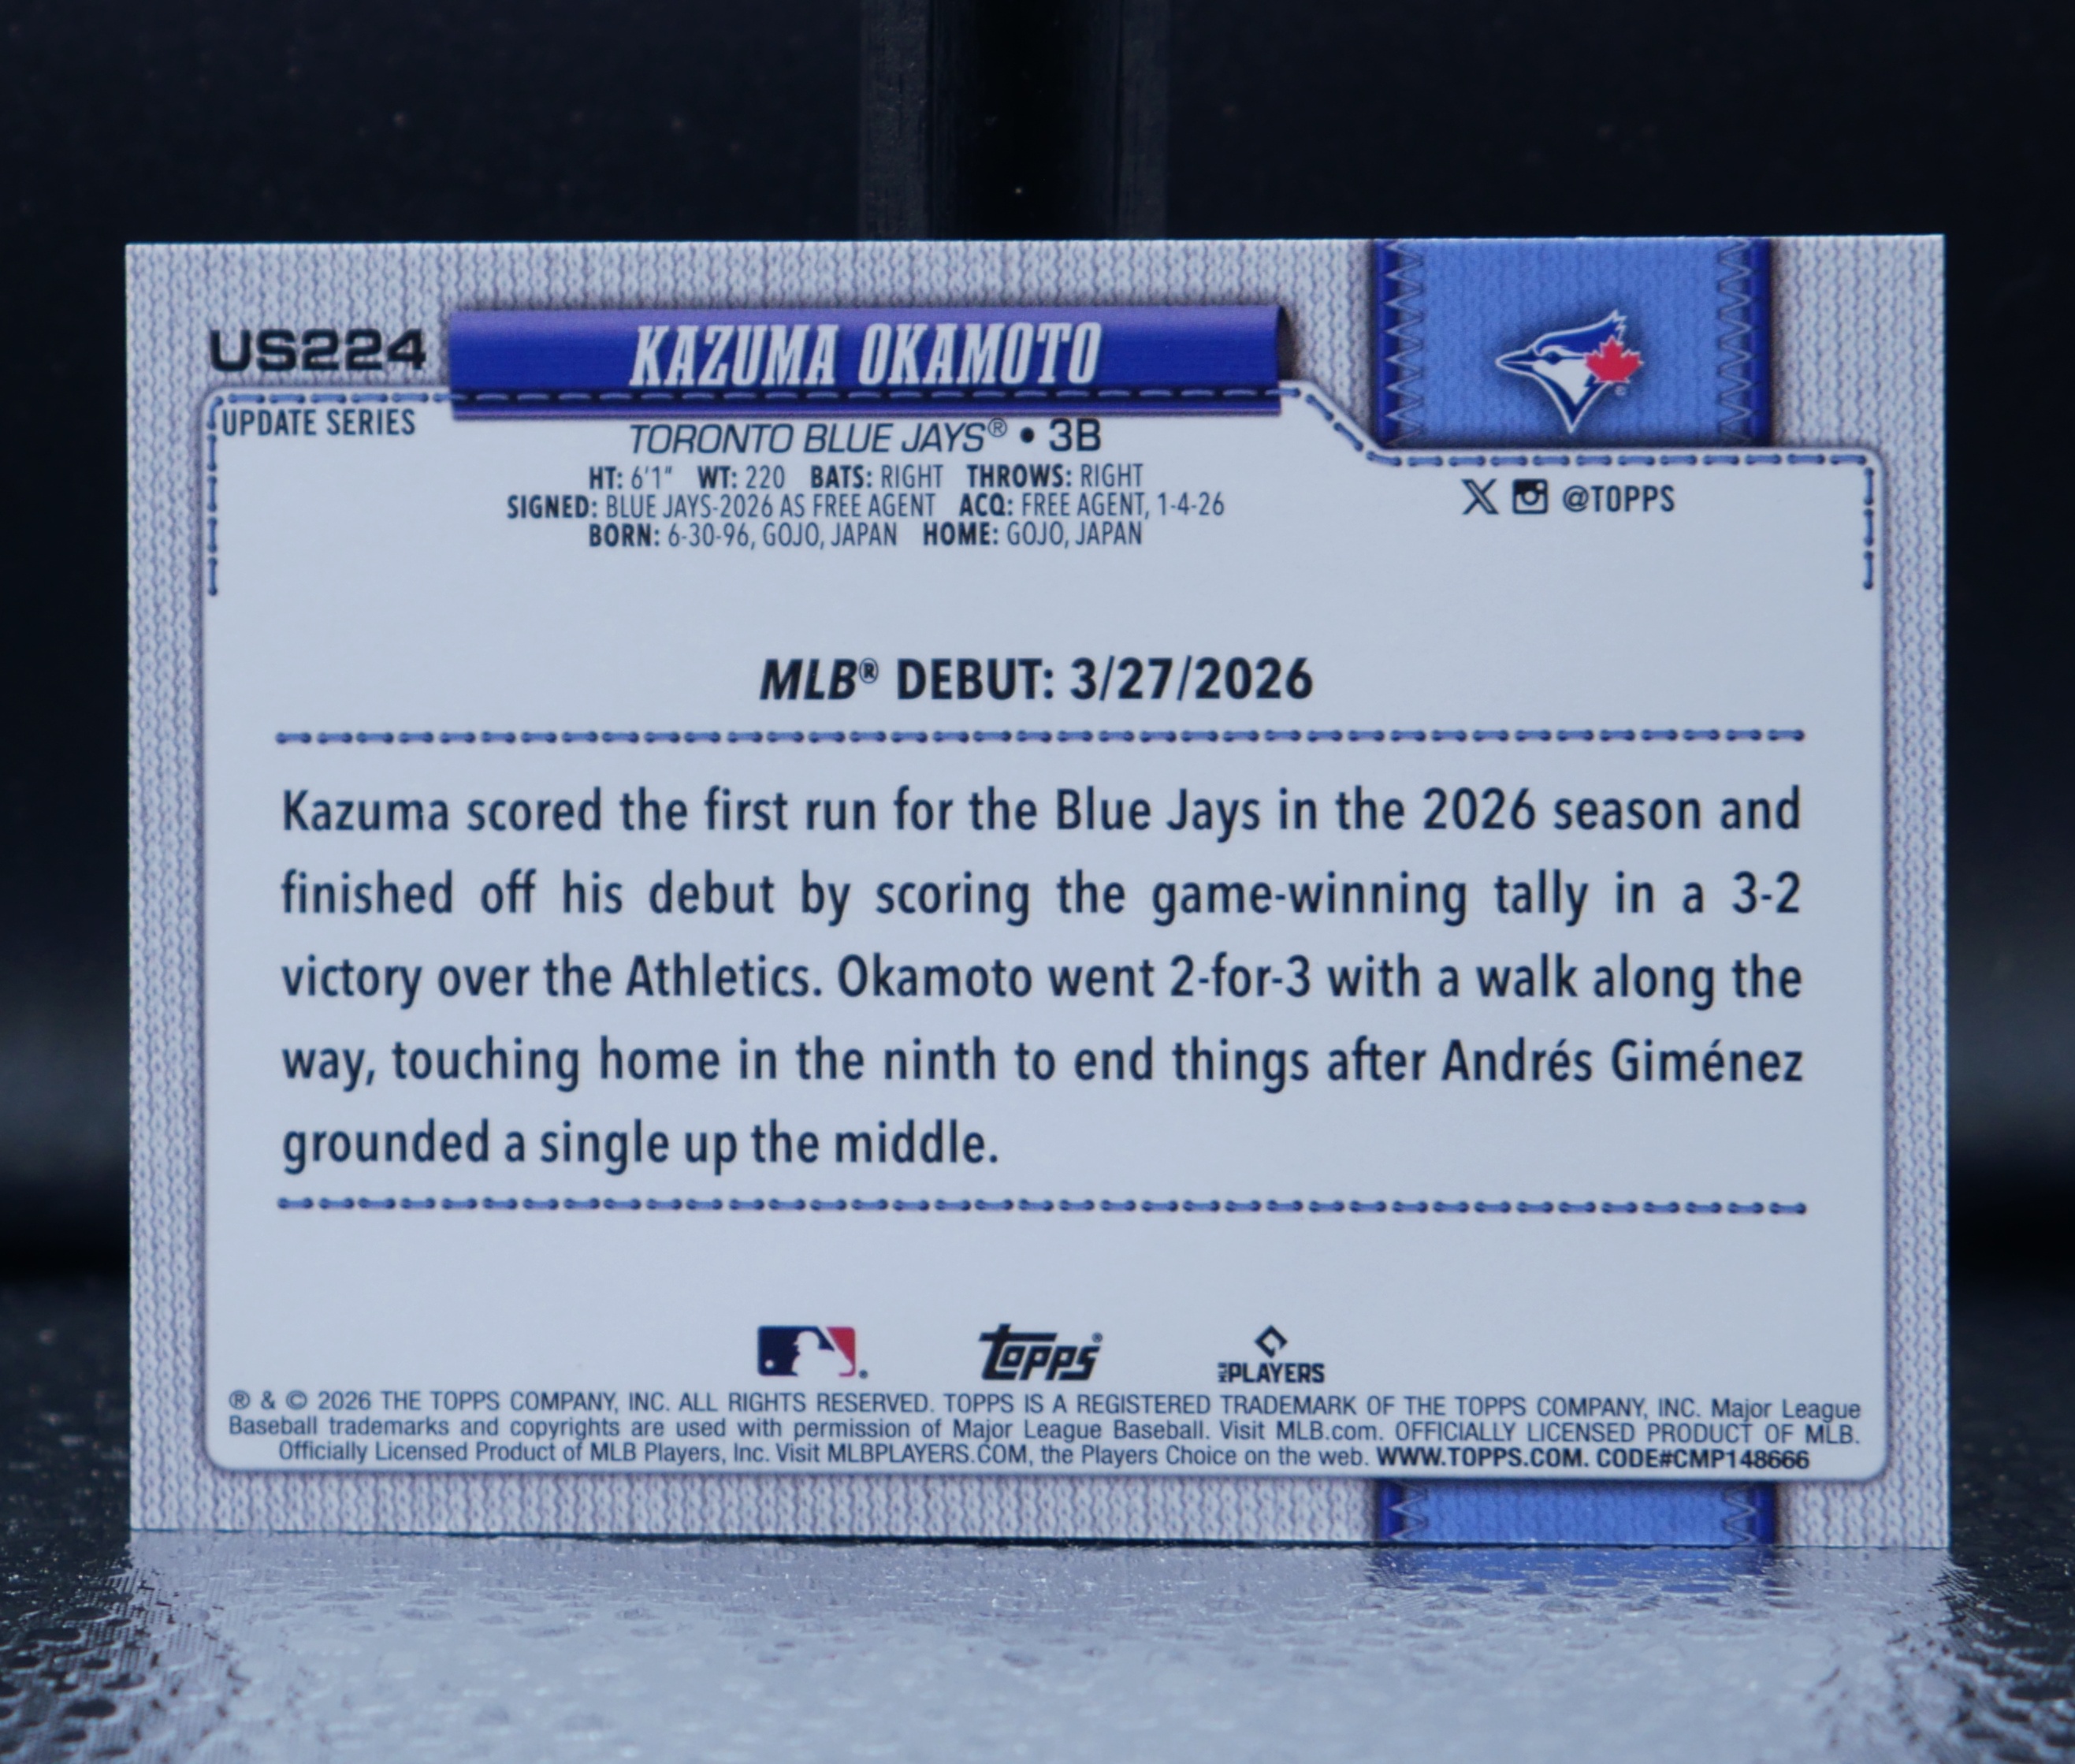 US224
KAZUMA OKAMOTO
UPDATE SERIES
TORONTO BLUE JAYS® • 3B
HT: 6'1" WT: 220 BATS: RIGHT THROWS: RIGHT
SIGNED: BLUE JAYS-2026 AS FREE AGENT ACQ: FREE AGENT, 1-4-26
BORN: 6-30-96, GOJO, JAPAN HOME: GOJO, JAPAN
X @TOPPS
MLB® DEBUT: 3/27/2026
Kazuma scored the first run for the Blue Jays in the 2026 season and
finished off his debut by scoring the game-winning tally in a 3-2
victory over the Athletics. Okamoto went 2-for-3 with a walk along the
way, touching home in the ninth to end things after Andrés Giménez
grounded a single up the middle.
topps®
MLB PLAYERS
® & © 2026 THE TOPPS COMPANY, INC. ALL RIGHTS RESERVED. TOPPS IS A REGISTERED TRADEMARK OF THE TOPPS COMPANY, INC. Major League
Baseball trademarks and copyrights are used with permission of Major League Baseball. Visit MLB.com. OFFICIALLY LICENSED PRODUCT OF MLB.
Officially Licensed Product of MLB Players, Inc. Visit MLBPLAYERS.COM, the Players Choice on the web. WWW.TOPPS.COM. CODE#CMP148666